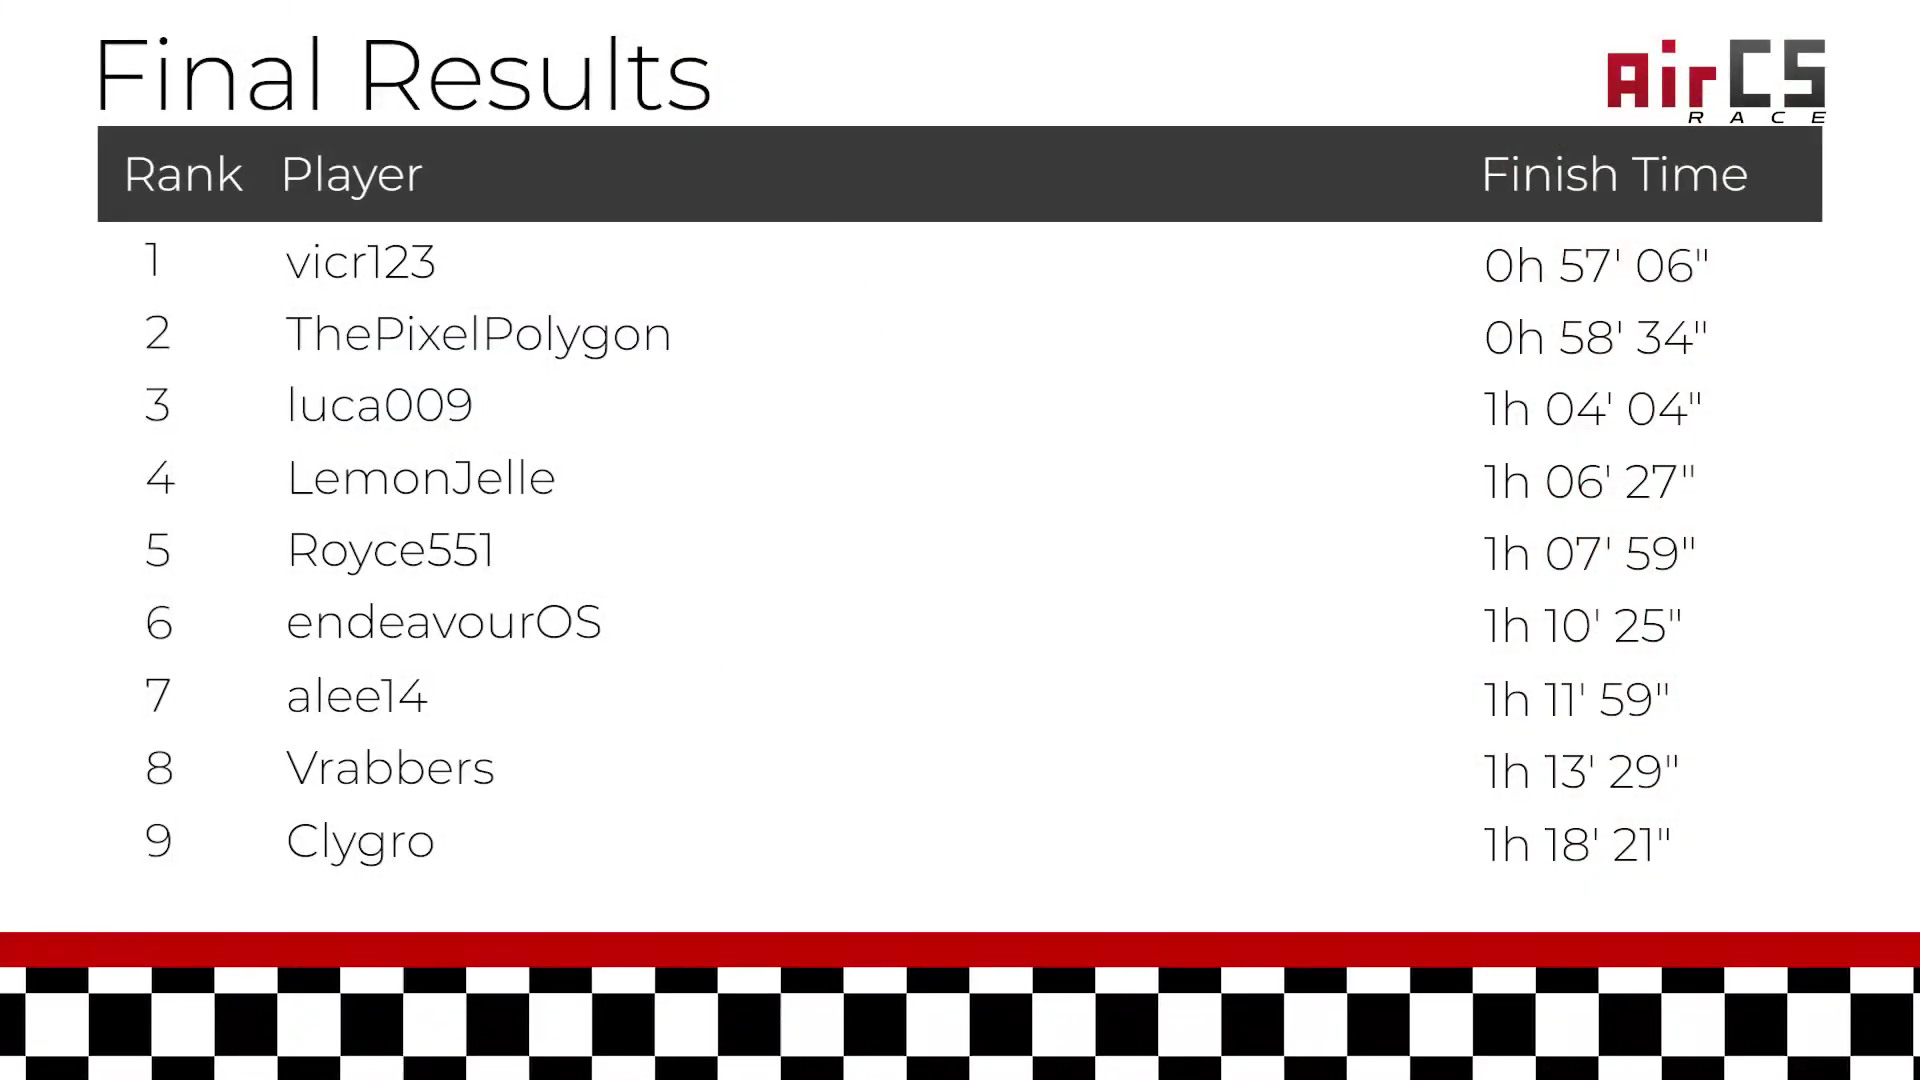 Final Results
AirCS
RACE
Rank Player Finish Time
1 vicr123 0h 57' 06"
2 ThePixelPolygon 0h 58' 34"
3 luca009 1h 04' 04"
4 LemonJelle 1h 06' 27"
5 Royce551 1h 07' 59"
6 endeavourOS 1h 10' 25"
7 alee14 1h 11' 59"
8 Vrabbers 1h 13' 29"
9 Clygro 1h 18' 21"